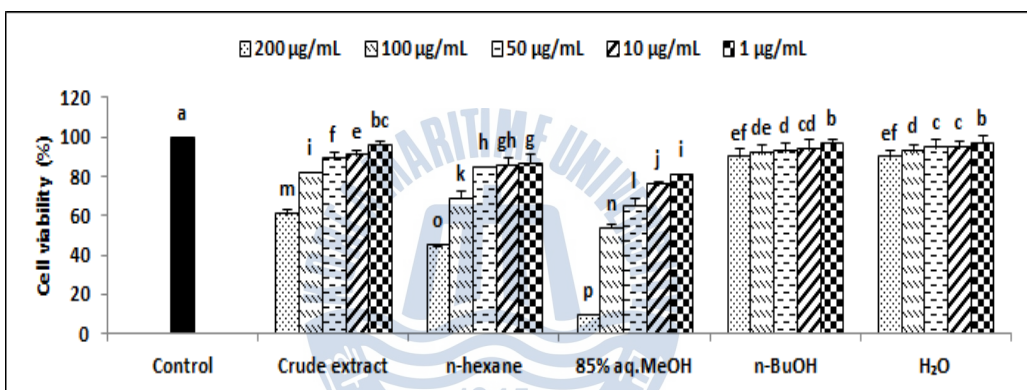 200 µg/mL 100 µg/mL 50 µg/mL 10 µg/mL 1 µg/mL
Cell viability (%)
120
100
80
60
40
20
0
a
m i f e bc
o k h gh g
p n l j i
ef de d cd b
ef d c c b
Control Crude extract n-hexane 85% aq.MeOH n-BuOH H₂O
MARITIME UNIV